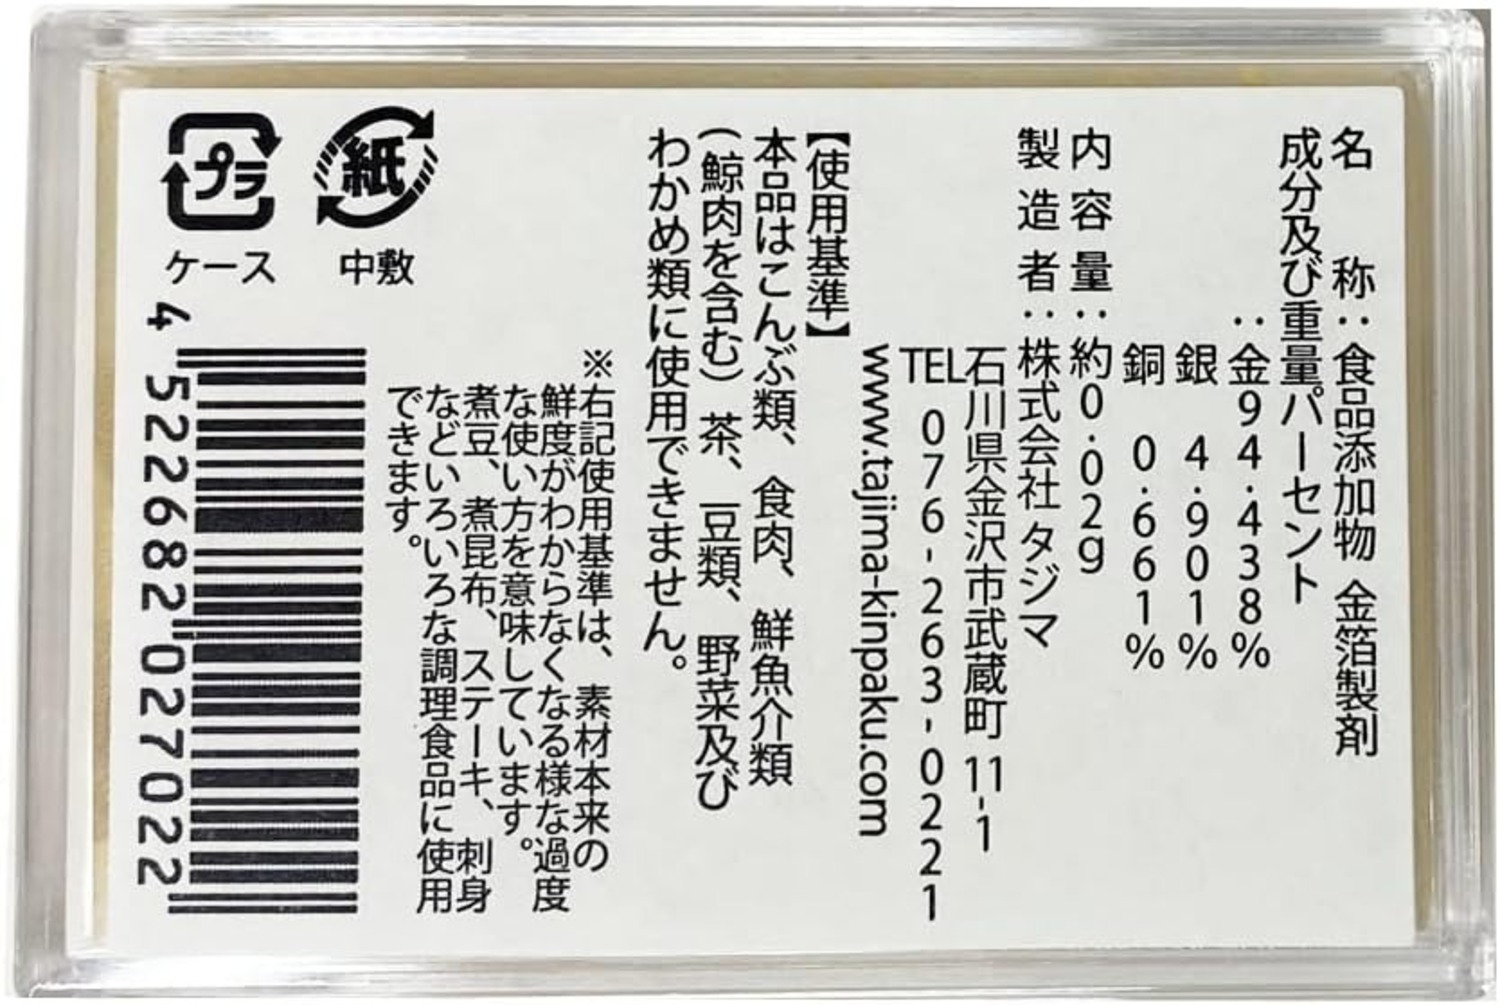 名称：食品添加物 金箔製剤
成分及び重量パーセント
：金94.438%
銀 4.901%
銅 0.661%
内容量：約0.02g
製造者：株式会社 タジマ
石川県金沢市武蔵町 11-1
TEL 076-263-0221
www.tajima-kinpaku.com
【使用基準】
本品はこんぶ類、食肉、鮮魚介類
（鯨肉を含む）茶、豆類、野菜及び
わかめ類に使用できません。
※右記使用基準は、素材本来の
鮮度がわからなくなる様な過度
な使い方を意味しています。
煮豆、煮昆布、ステーキ、刺身
などいろいろな調理食品に使用
できます。
紙
中敷
プラ
ケース
4 522682 027022